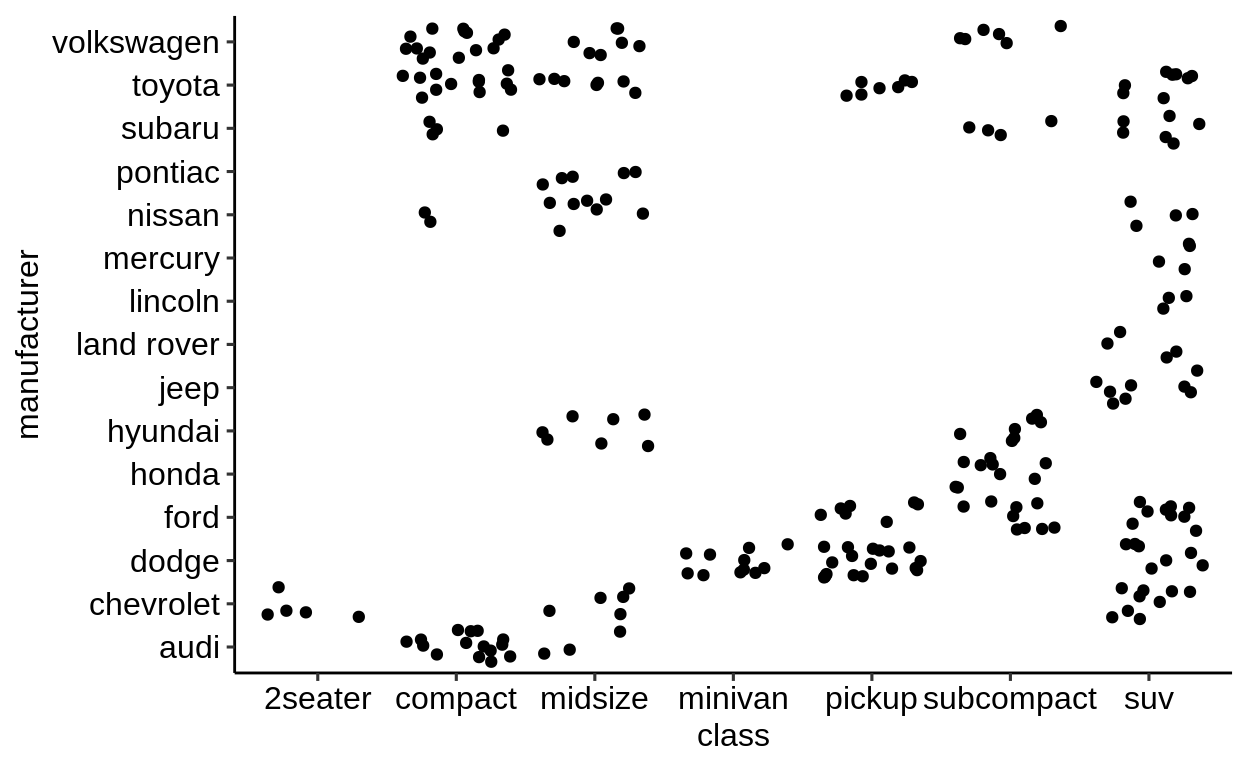 volkswagen
toyota
subaru
pontiac
nissan
mercury
lincoln
land rover
jeep
hyundai
honda
ford
dodge
chevrolet
audi
manufacturer
2seater compact midsize minivan pickup subcompact suv
class